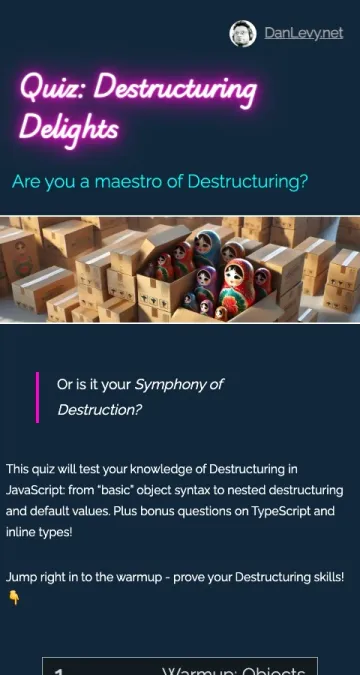 DanLevy.net
Quiz: Destructuring
Delights
Are you a maestro of Destructuring?
Or is it your Symphony of
Destruction?
This quiz will test your knowledge of Destructuring in
JavaScript: from “basic” object syntax to nested destructuring
and default values. Plus bonus questions on TypeScript and
inline types!
Jump right in to the warmup - prove your Destructuring skills!
👇
1. Warmup: Objects